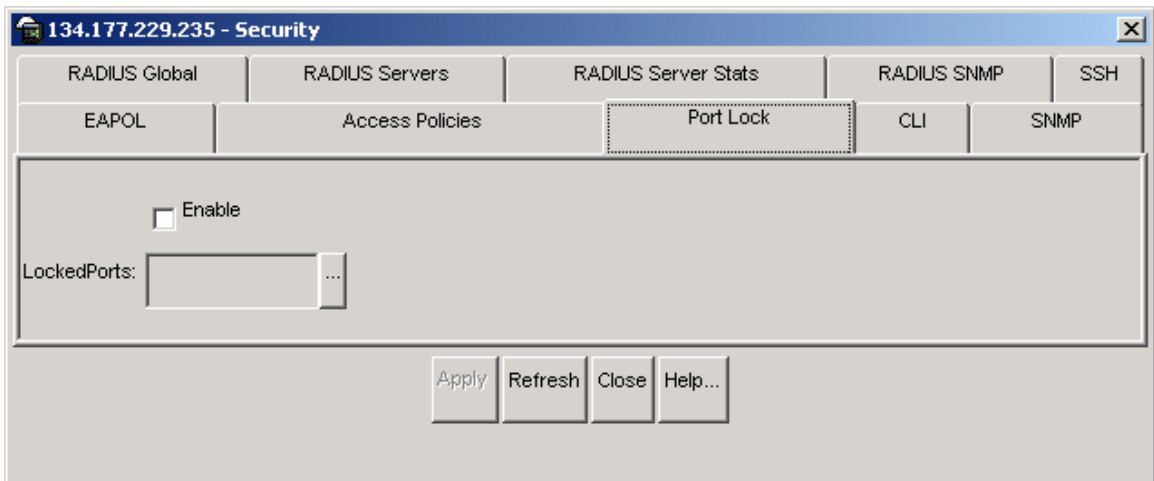 134.177.229.235 - Security
RADIUS Global RADIUS Servers RADIUS Server Stats RADIUS SNMP SSH
EAPOL Access Policies Port Lock CLI SNMP
Enable
LockedPorts: ...
Apply Refresh Close Help...